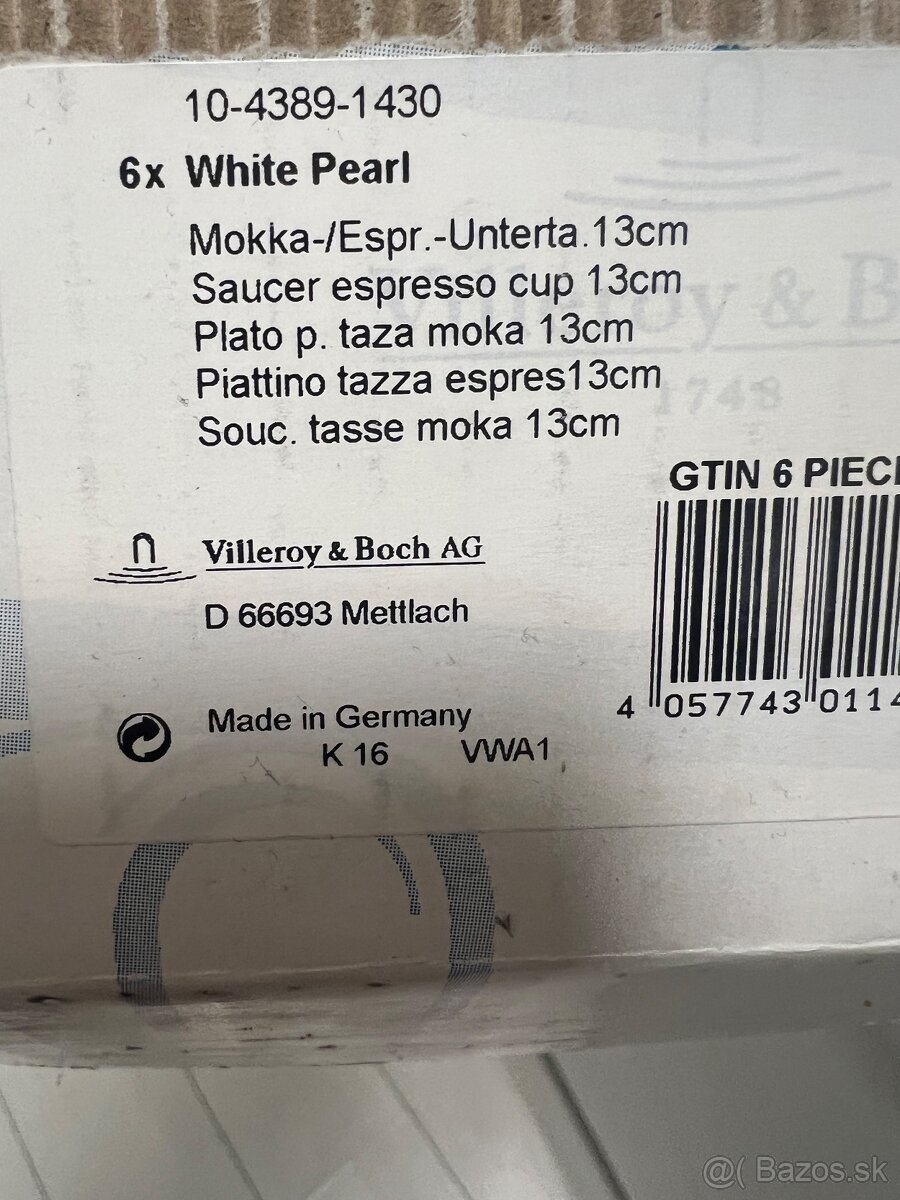 10-4389-1430
6x White Pearl
Mokka-/Espr.-Unterta.13cm
Saucer espresso cup 13cm
Plato p. taza moka 13cm
Piattino tazza espres13cm
Souc. tasse moka 13cm
Villeroy & B
1748
GTIN 6 PIEC
Villeroy & Boch AG
D 66693 Mettlach
4 057743 0114
Made in Germany
K 16 VWA1
@( Bazos.sk